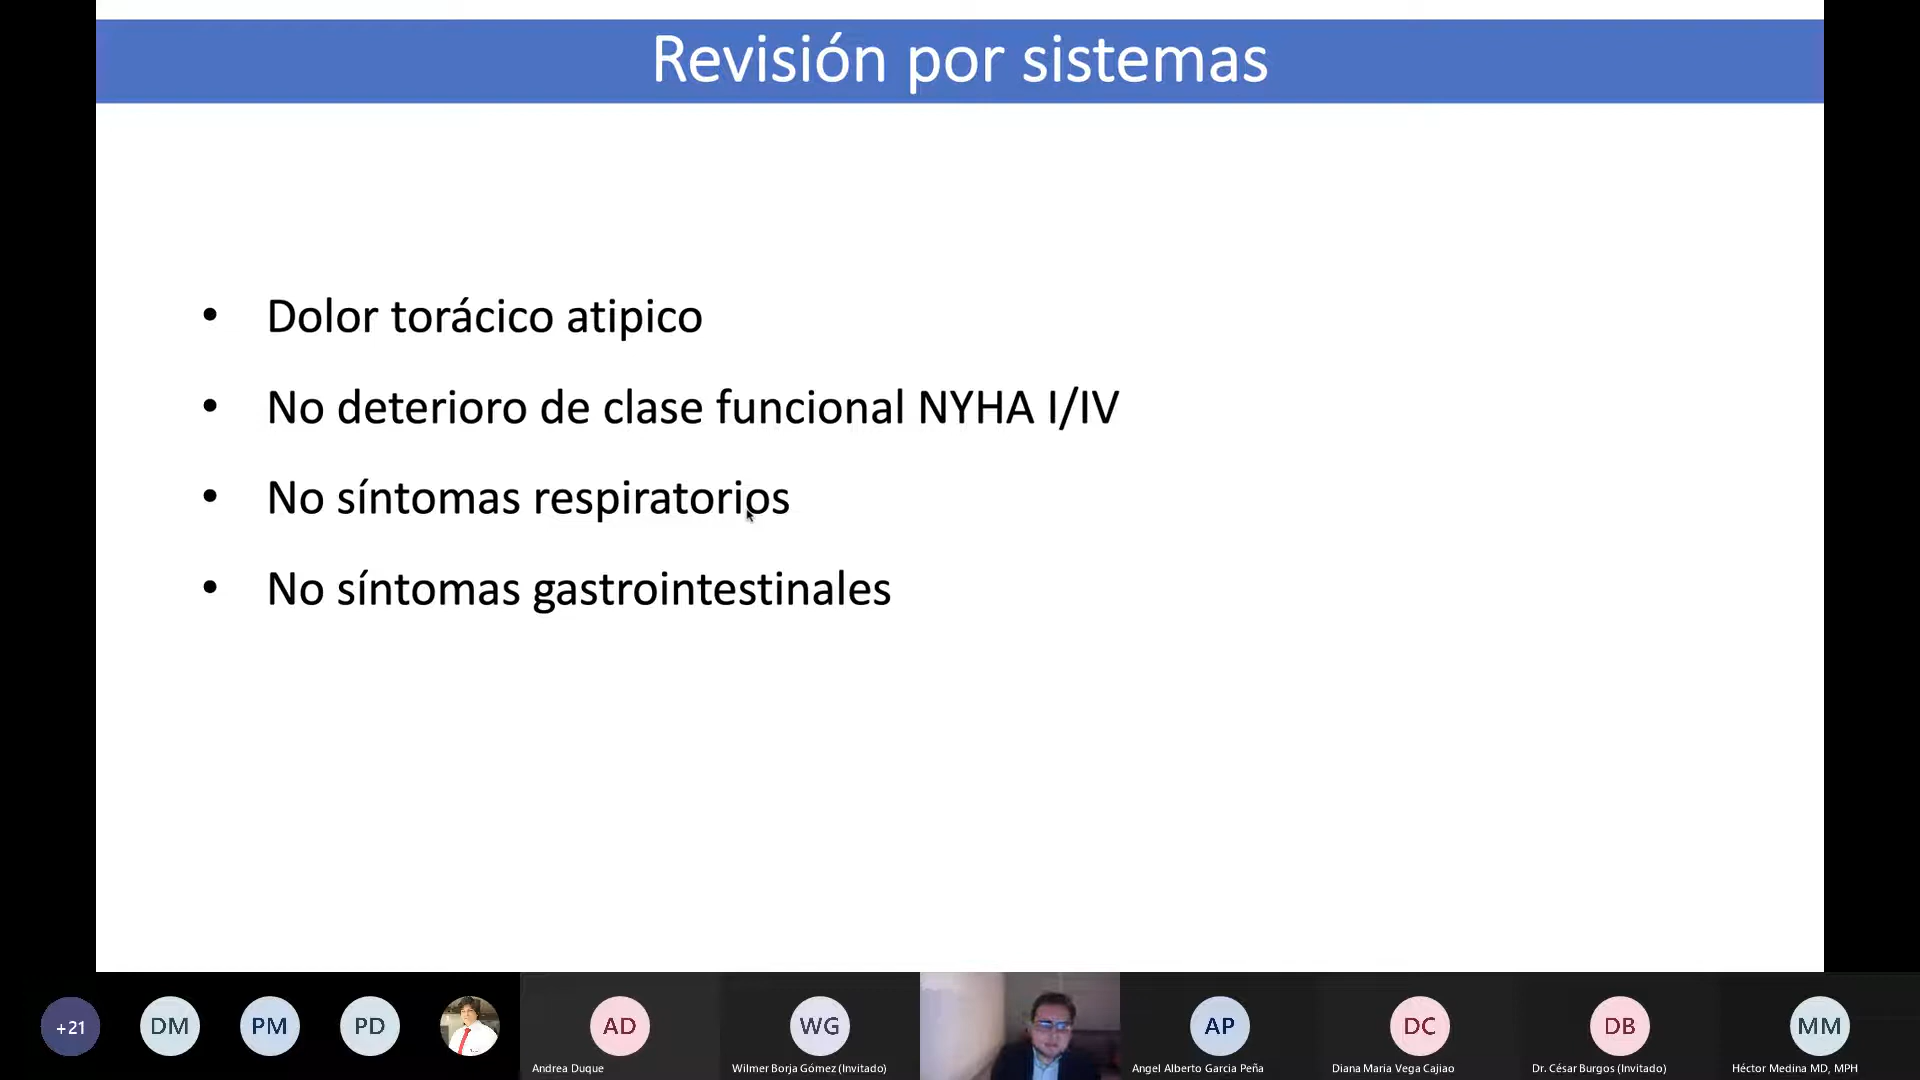 Revisión por sistemas
• Dolor torácico atipico
• No deterioro de clase funcional NYHA I/IV
• No síntomas respiratorios
• No síntomas gastrointestinales
+21
DM
PM
PD
AD
WG
AP
DC
DB
MM
Andrea Duque
Wilmer Borja Gómez (Invitado)
Angel Alberto Garcia Peña
Diana Maria Vega Cajiao
Dr. César Burgos (Invitado)
Héctor Medina MD, MPH